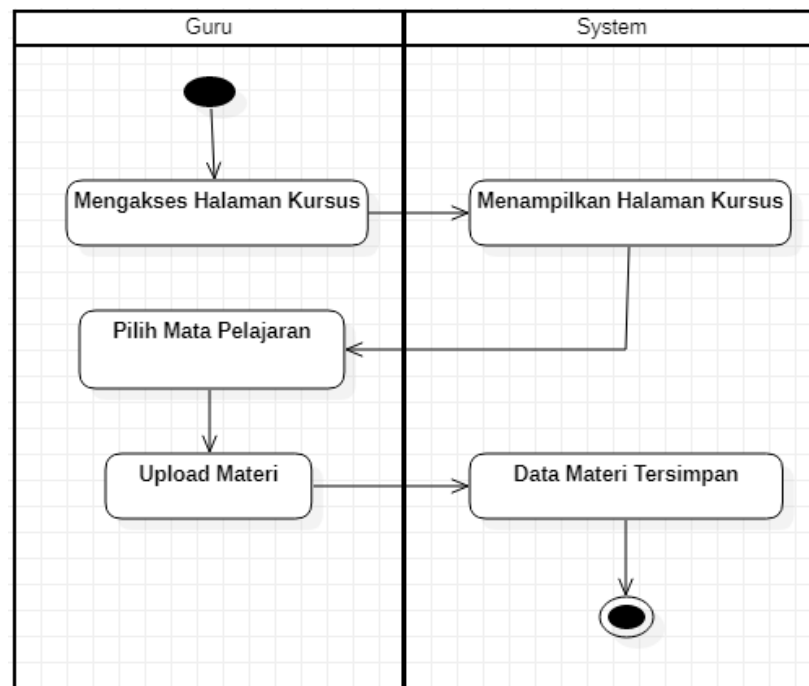 Guru
System
Mengakses Halaman Kursus
Menampilkan Halaman Kursus
Pilih Mata Pelajaran
Upload Materi
Data Materi Tersimpan